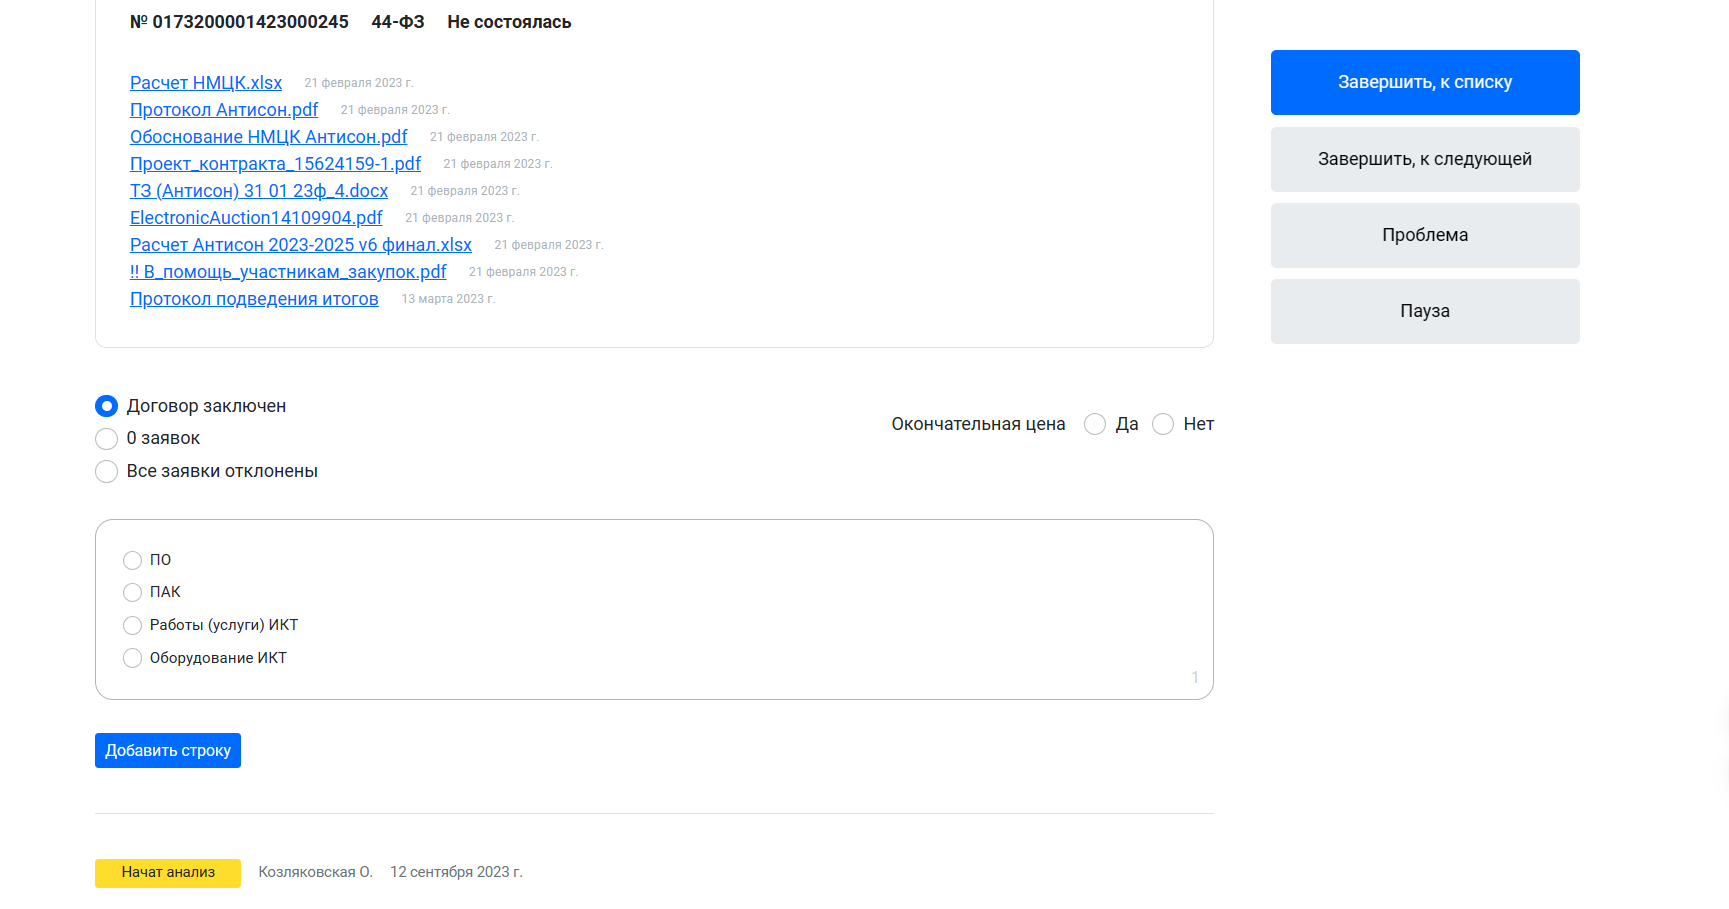 № 0173200001423000245 44-ФЗ Не состоялась
Расчет НМЦК.xlsx 21 февраля 2023 г.
Протокол Антисон.pdf 21 февраля 2023 г.
Обоснование НМЦК Антисон.pdf 21 февраля 2023 г.
Проект_контракта_15624159-1.pdf 21 февраля 2023 г.
ТЗ (Антисон) 31 01 23ф_4.docx 21 февраля 2023 г.
ElectronicAuction14109904.pdf 21 февраля 2023 г.
Расчет Антисон 2023-2025 v6 финал.xlsx 21 февраля 2023 г.
!! В_помощь_участникам_закупок.pdf 21 февраля 2023 г.
Протокол подведения итогов 13 марта 2023 г.
Завершить, к списку
Завершить, к следующей
Проблема
Пауза
Договор заключен
0 заявок
Все заявки отклонены
Окончательная цена Да Нет
ПО
ПАК
Работы (услуги) ИКТ
Оборудование ИКТ
1
Добавить строку
Начат анализ Козляковская О. 12 сентября 2023 г.